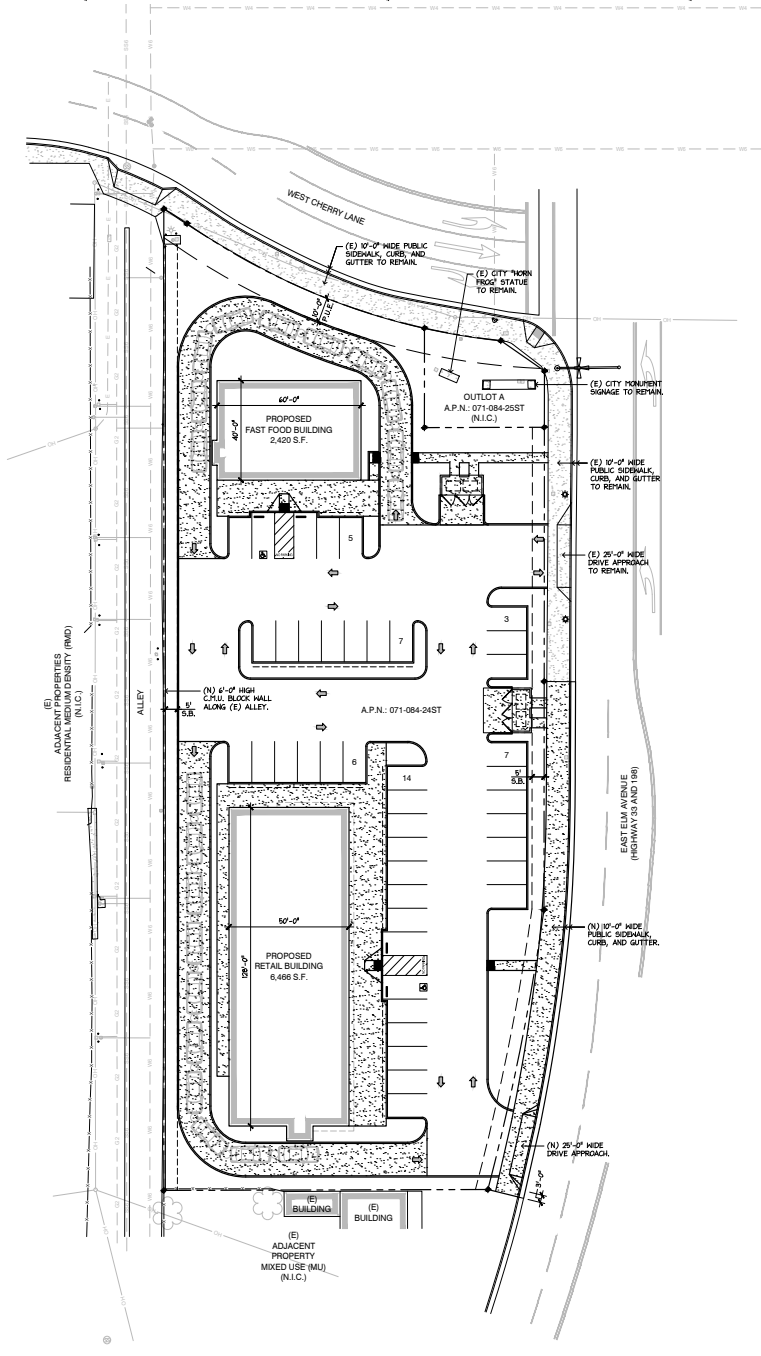 WEST CHERRY LANE
(E) 10'-0" WIDE PUBLIC
SIDEWALK, CURB, AND
GUTTER TO REMAIN.
(E) CITY "HORN
FROG" STATUE
TO REMAIN.
10'-0"
P.U.E.
(E) CITY MONUMENT
SIGNAGE TO REMAIN.
OUTLOT A
A.P.N.: 071-084-25ST
(N.I.C.)
60'-0"
40'-0"
PROPOSED
FAST FOOD BUILDING
2,420 S.F.
(E) 10'-0" WIDE
PUBLIC SIDEWALK,
CURB, AND GUTTER
TO REMAIN.
5
(E) 25'-0" WIDE
DRIVE APPROACH
TO REMAIN.
3
7
(E)
ADJACENT PROPERTIES
RESIDENTIAL MEDIUM DENSITY (RMD)
(N.I.C.)
ALLEY
(N) 6'-0" HIGH
C.M.U. BLOCK WALL
ALONG (E) ALLEY.
5'
S.B.
A.P.N.: 071-084-24ST
6
14
7
5'
S.B.
EAST ELM AVENUE
(HIGHWAY 33 AND 198)
50'-0"
128'-0"
PROPOSED
RETAIL BUILDING
6,466 S.F.
(N) 10'-0" WIDE
PUBLIC SIDEWALK,
CURB, AND GUTTER.
(N) 25'-0" WIDE
DRIVE APPROACH.
3'-0"
(E)
BUILDING
(E)
BUILDING
(E)
ADJACENT
PROPERTY
MIXED USE (MU)
(N.I.C.)